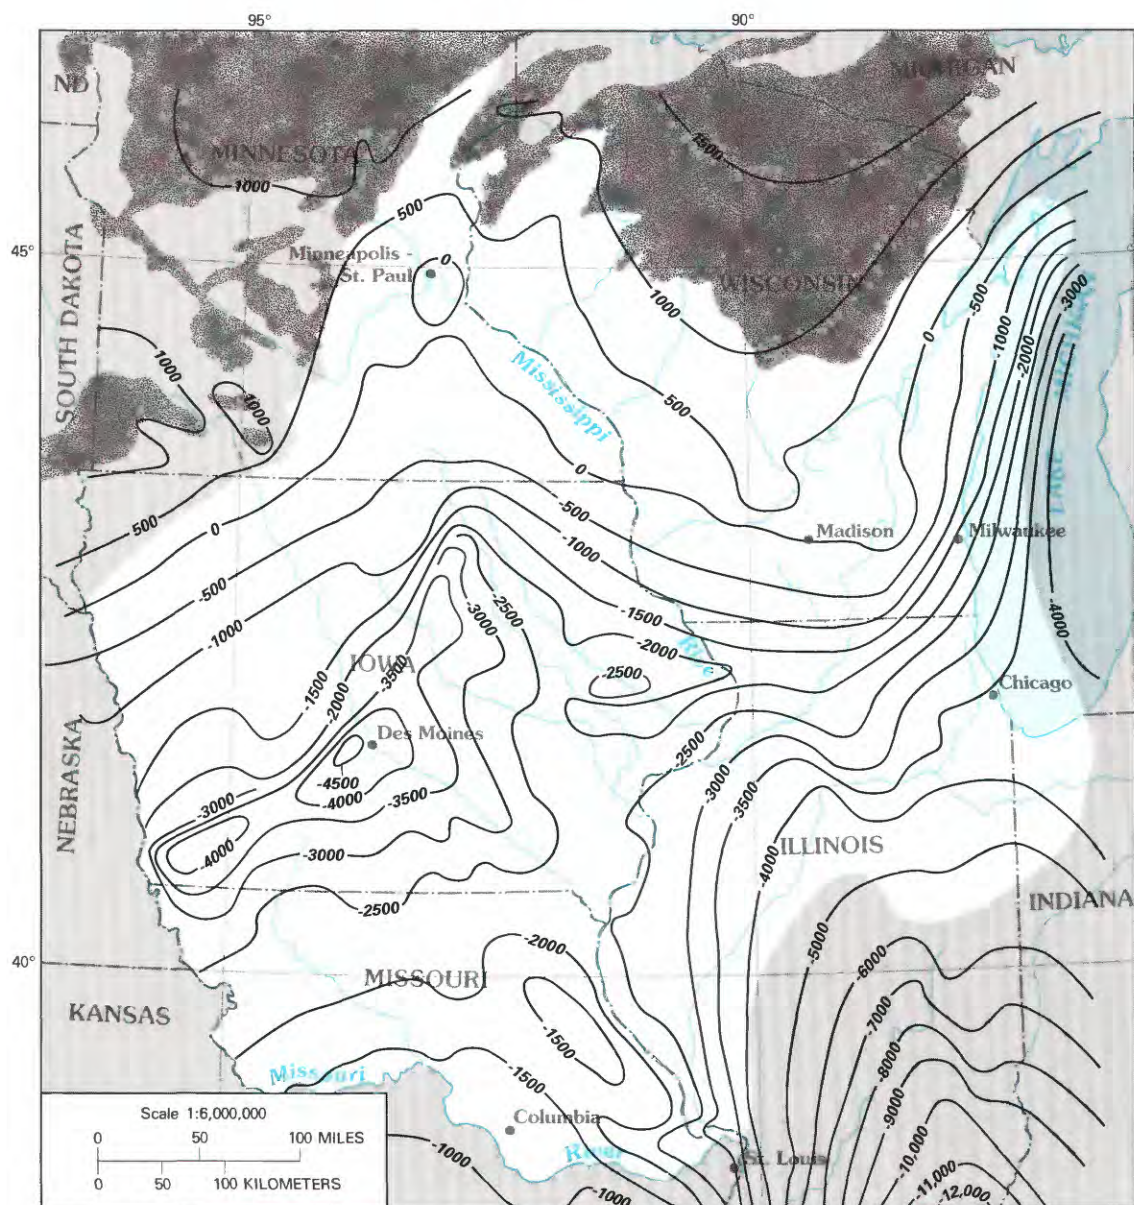 95°
90°
ND
MICHIGAN
MINNESOTA
1500
-1000
500
45°
Minneapolis -
St. Paul
0
SOUTH DAKOTA
WISCONSIN
1000
-500
0
-1000
-2000
-3000
LAKE MICHIGAN
1000
1000
Mississippi
500
0
500
0
-500
-1000
Madison
Milwaukee
-500
-1000
-1500
-2500
-3000
-4000
-2000
River
-2500
Chicago
IOWA
-3500
-1500
-2000
Des Moines
-4500
-4000
-3500
-2500
-3000
-3500
NEBRASKA
-3000
-4000
-3000
-4000
ILLINOIS
-2500
INDIANA
-5000
-2000
-6000
40°
MISSOURI
KANSAS
-7000
-1500
-8000
Missouri
-1500
-9000
Scale 1:6,000,000
0 50 100 MILES
0 50 100 KILOMETERS
Columbia
-1000
River
St. Louis
-10,000
-11,000
-12,000
-1000